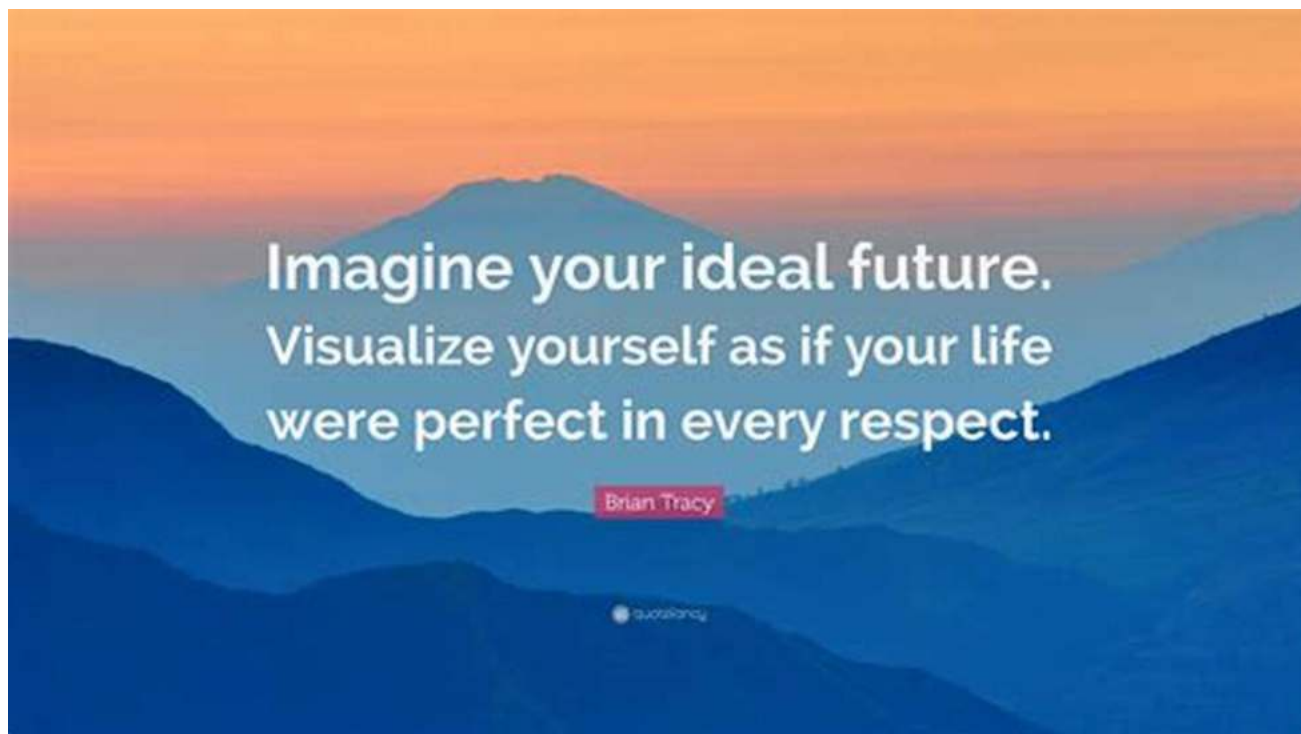 Imagine your ideal future.
Visualize yourself as if your life
were perfect in every respect.
Brian Tracy
quotefancy